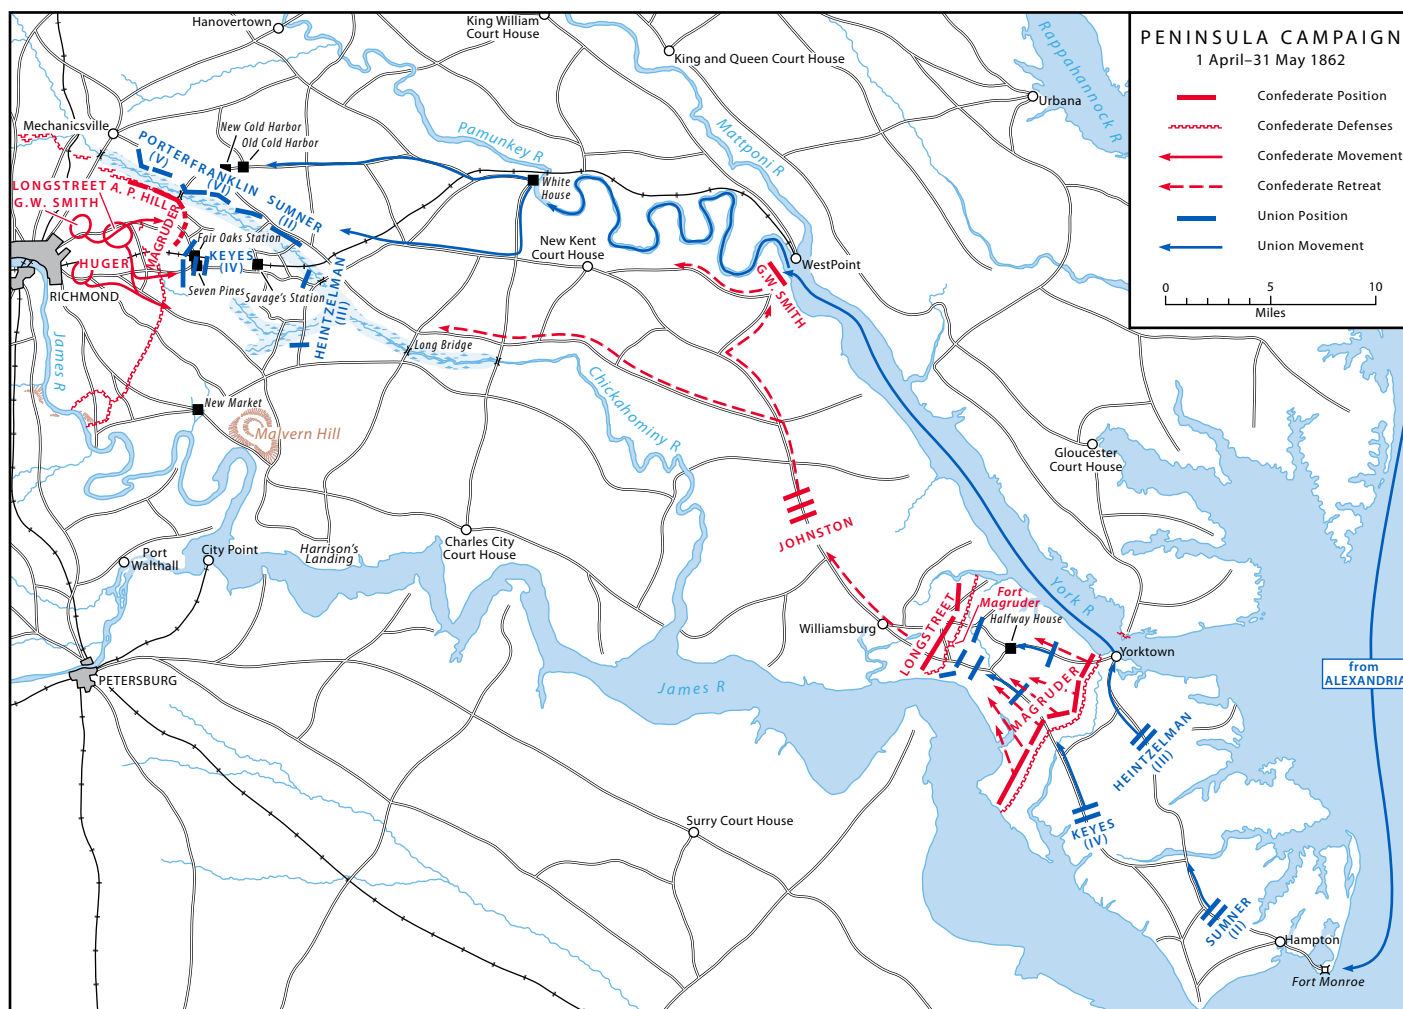 PENINSULA CAMPAIGN
1 April–31 May 1862
Confederate Position
Confederate Defenses
Confederate Movement
Confederate Retreat
Union Position
Union Movement
0
5
10
Miles
Hanovertown
King William
Court House
King and Queen Court House
Rappahannock R
Urbana
Mechanicsville
New Cold Harbor
Old Cold Harbor
Pamunkey R
Mattponi R
PORTER
(V)
FRANKLIN
(VI)
SUMNER
(II)
LONGSTREET
G.W. SMITH
A. P. HILL
MAGRUDER
White
House
Fair Oaks Station
KEYES
(IV)
HUGER
RICHMOND
Seven Pines
Savage's Station
HEINTZELMAN
(III)
New Kent
Court House
WestPoint
G.W. SMITH
James R
Long Bridge
Chickahominy R
New Market
Malvern Hill
Gloucester
Court House
JOHNSTON
Port
Walthall
City Point
Harrison's
Landing
Charles City
Court House
York R
Fort
Magruder
Halfway House
LONGSTREET
Williamsburg
Yorktown
PETERSBURG
James R
MAGRUDER
from
ALEXANDRIA
HEINTZELMAN
(III)
KEYES
(IV)
Surry Court House
SUMNER
(II)
Hampton
Fort Monroe